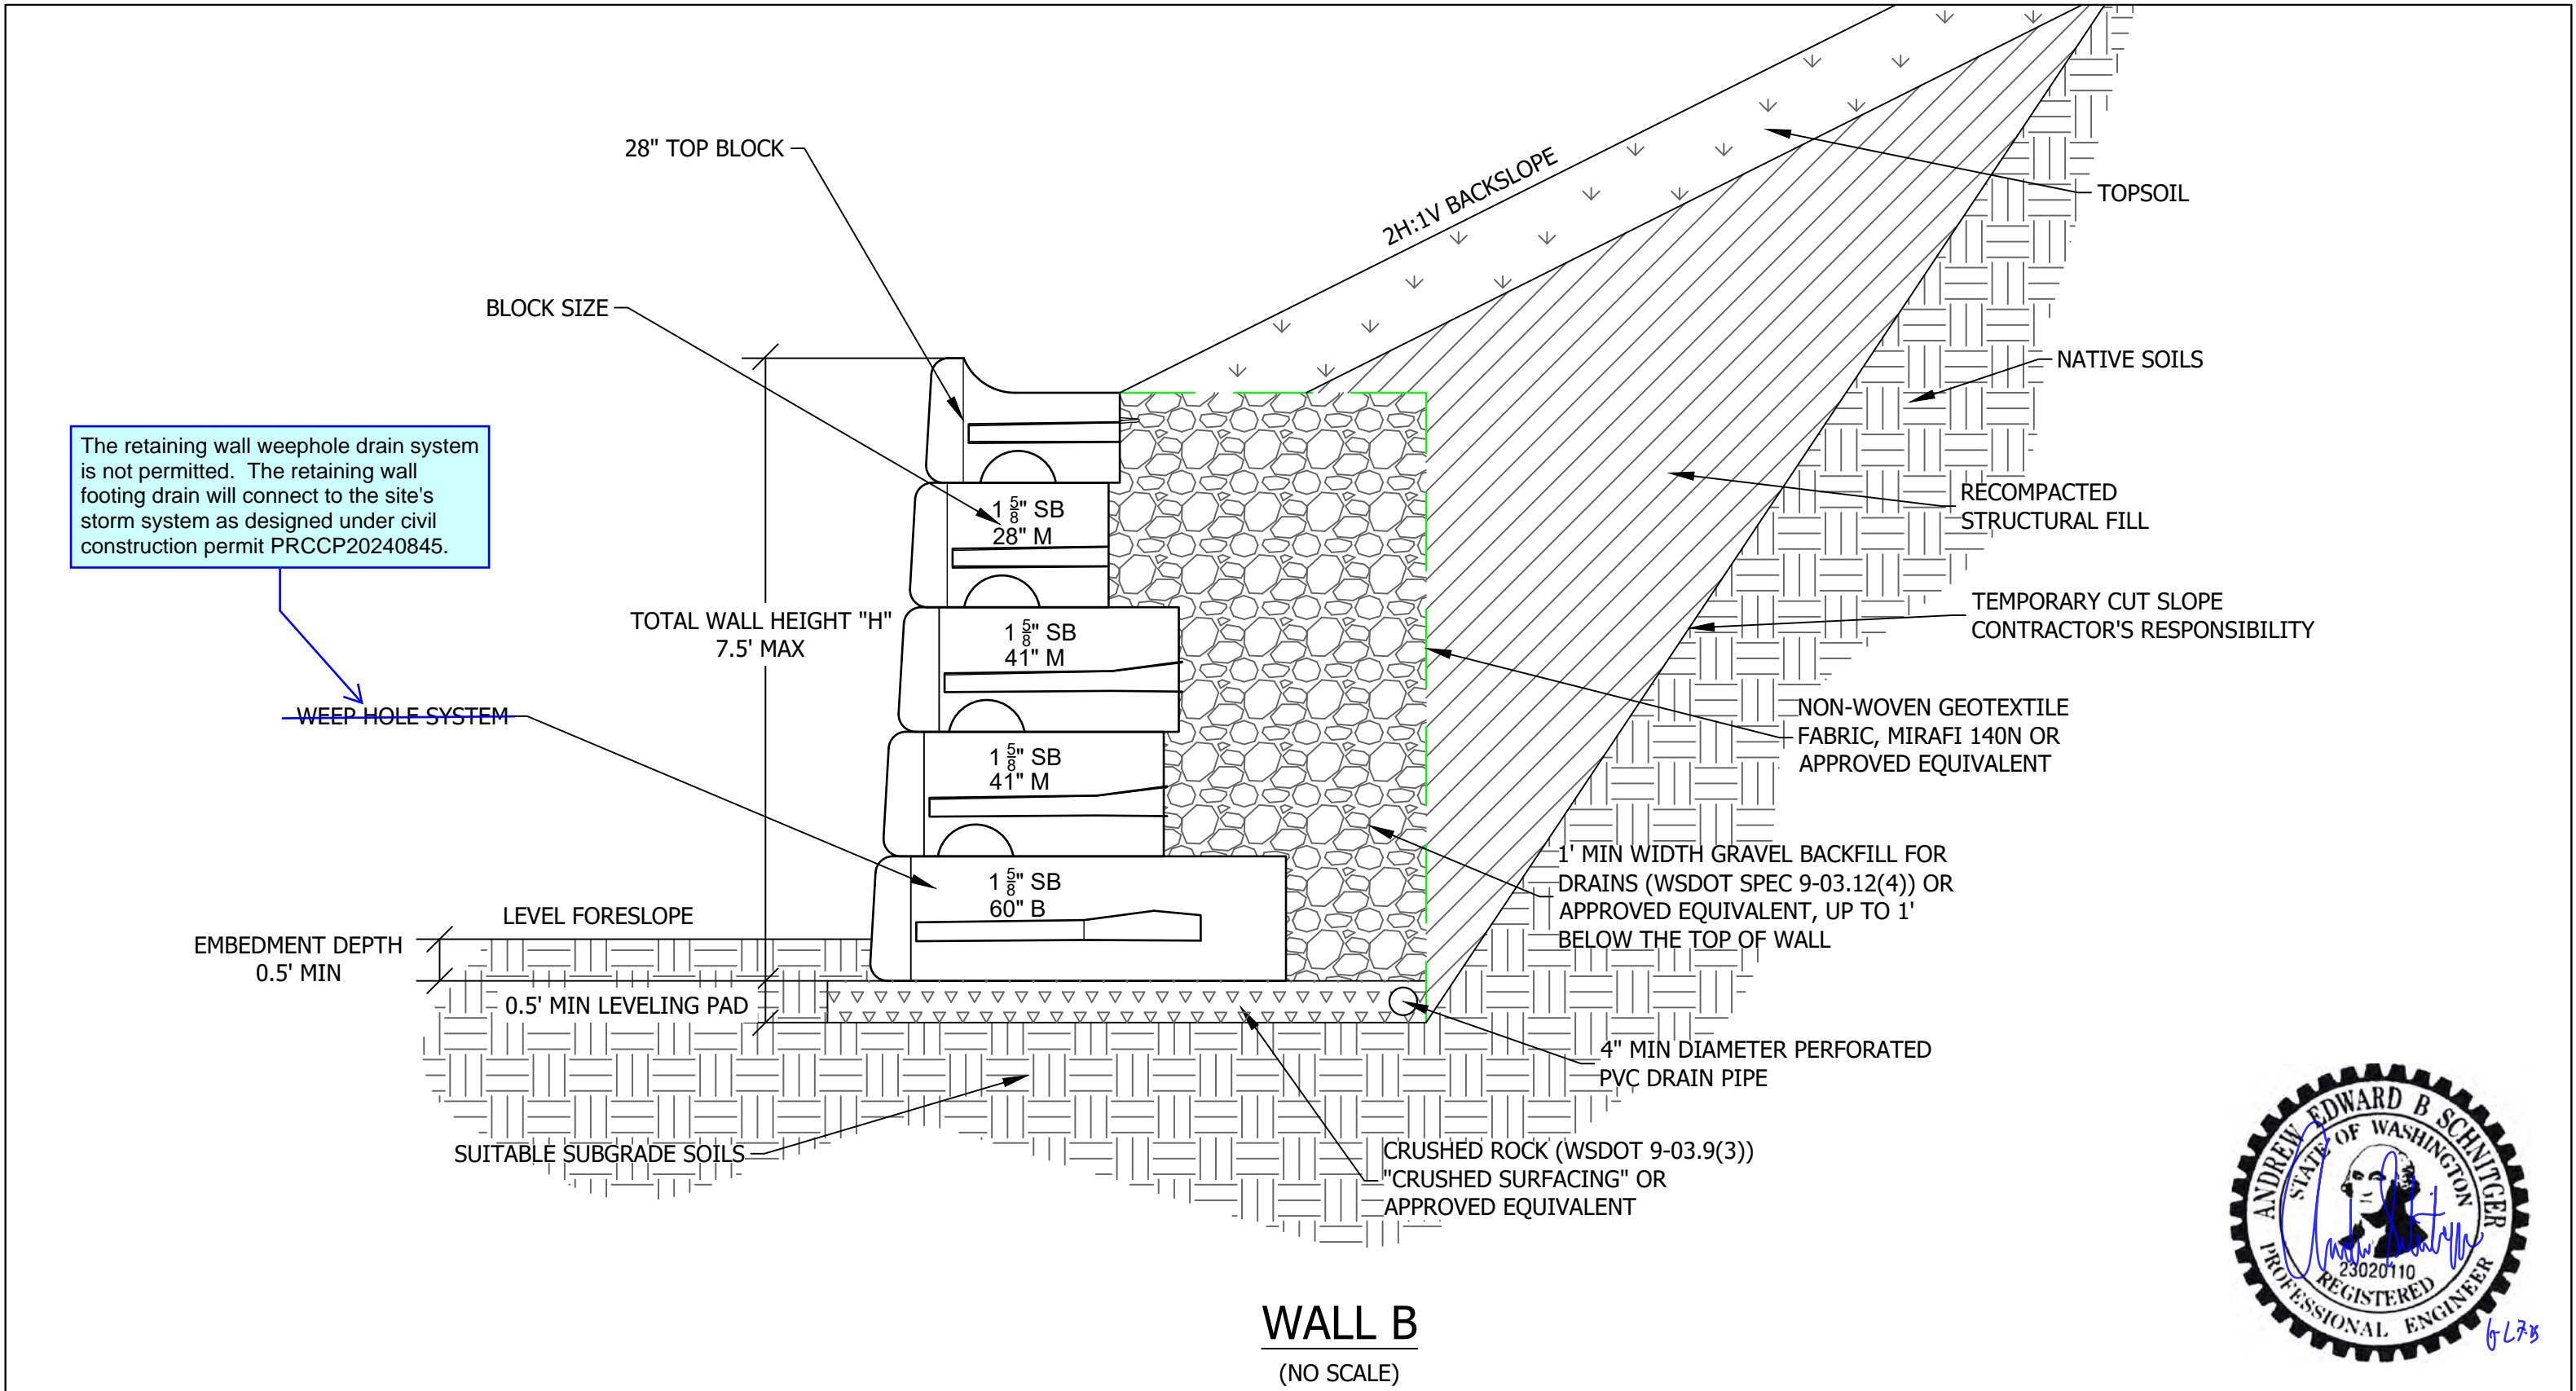 28" TOP BLOCK
2H:1V BACKSLOPE
TOPSOIL
BLOCK SIZE
NATIVE SOILS
The retaining wall weephole drain system
is not permitted.  The retaining wall
footing drain will connect to the site's
storm system as designed under civil
construction permit PRCCP20240845.
1 5/8" SB
28" M
RECOMPACTED
STRUCTURAL FILL
TOTAL WALL HEIGHT "H"
7.5' MAX
1 5/8" SB
41" M
TEMPORARY CUT SLOPE
CONTRACTOR'S RESPONSIBILITY
WEEP HOLE SYSTEM
NON-WOVEN GEOTEXTILE
FABRIC, MIRAFI 140N OR
APPROVED EQUIVALENT
1 5/8" SB
41" M
1' MIN WIDTH GRAVEL BACKFILL FOR
DRAINS (WSDOT SPEC 9-03.12(4)) OR
APPROVED EQUIVALENT, UP TO 1'
BELOW THE TOP OF WALL
1 5/8" SB
60" B
LEVEL FORESLOPE
EMBEDMENT DEPTH
0.5' MIN
0.5' MIN LEVELING PAD
4" MIN DIAMETER PERFORATED
PVC DRAIN PIPE
SUITABLE SUBGRADE SOILS
CRUSHED ROCK (WSDOT 9-03.9(3))
"CRUSHED SURFACING" OR
APPROVED EQUIVALENT
ANDREW EDWARD B SCHNITGER
STATE OF WASHINGTON
23020110
REGISTERED
PROFESSIONAL ENGINEER
WALL B
(NO SCALE)